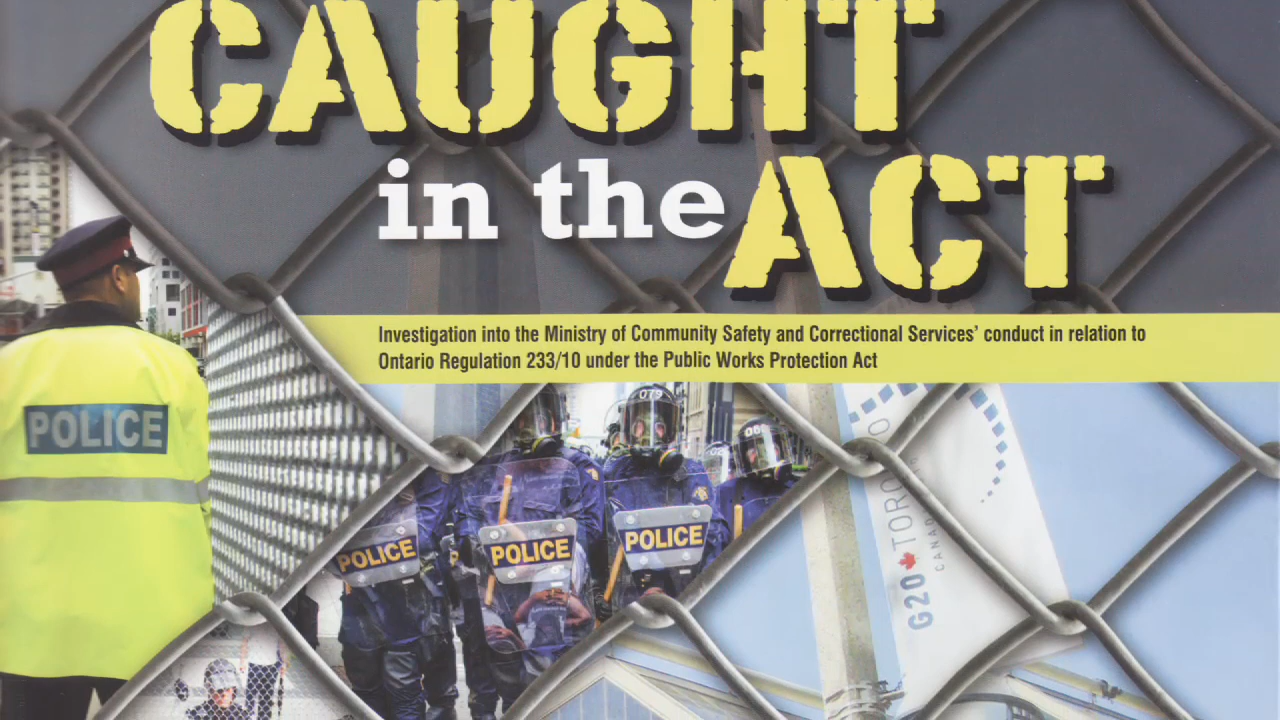 CAUGHT
in the ACT
Investigation into the Ministry of Community Safety and Correctional Services' conduct in relation to
Ontario Regulation 233/10 under the Public Works Protection Act
POLICE
079
POLICE
POLICE
POLICE
G20 TORONTO
CANADA